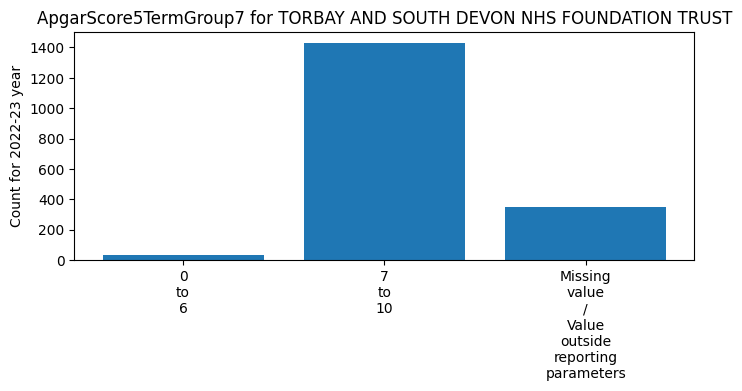 ApgarScore5TermGroup7 for TORBAY AND SOUTH DEVON NHS FOUNDATION TRUST
Count for 2022-23 year
1400
1200
1000
800
600
400
200
0
0
to
6
7
to
10
Missing
value
/
Value
outside
reporting
parameters